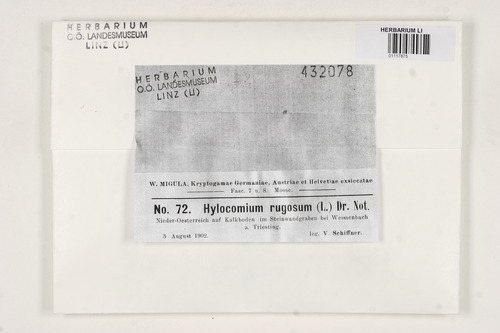 HERBARIUM
O.Ö. LANDESMUSEUM
LINZ (LI)
HERBARIUM LI
HERBARIUM
O.Ö. LANDESMUSEUM
LINZ (LI)
432078
W. MIGULA, Kryptogamae Germaniae, Austriae et Helvetiae exsiccatae
Fasc. 7 u. 8. Moose.
No. 72. Hylocomium rugosum (L.) Dr. Not.
Nieder-Oesterreich auf Kalkboden im Steinwandgraben bei Weissenbach
a. Triesting.
5 August 1902. leg. V. Schiffner.